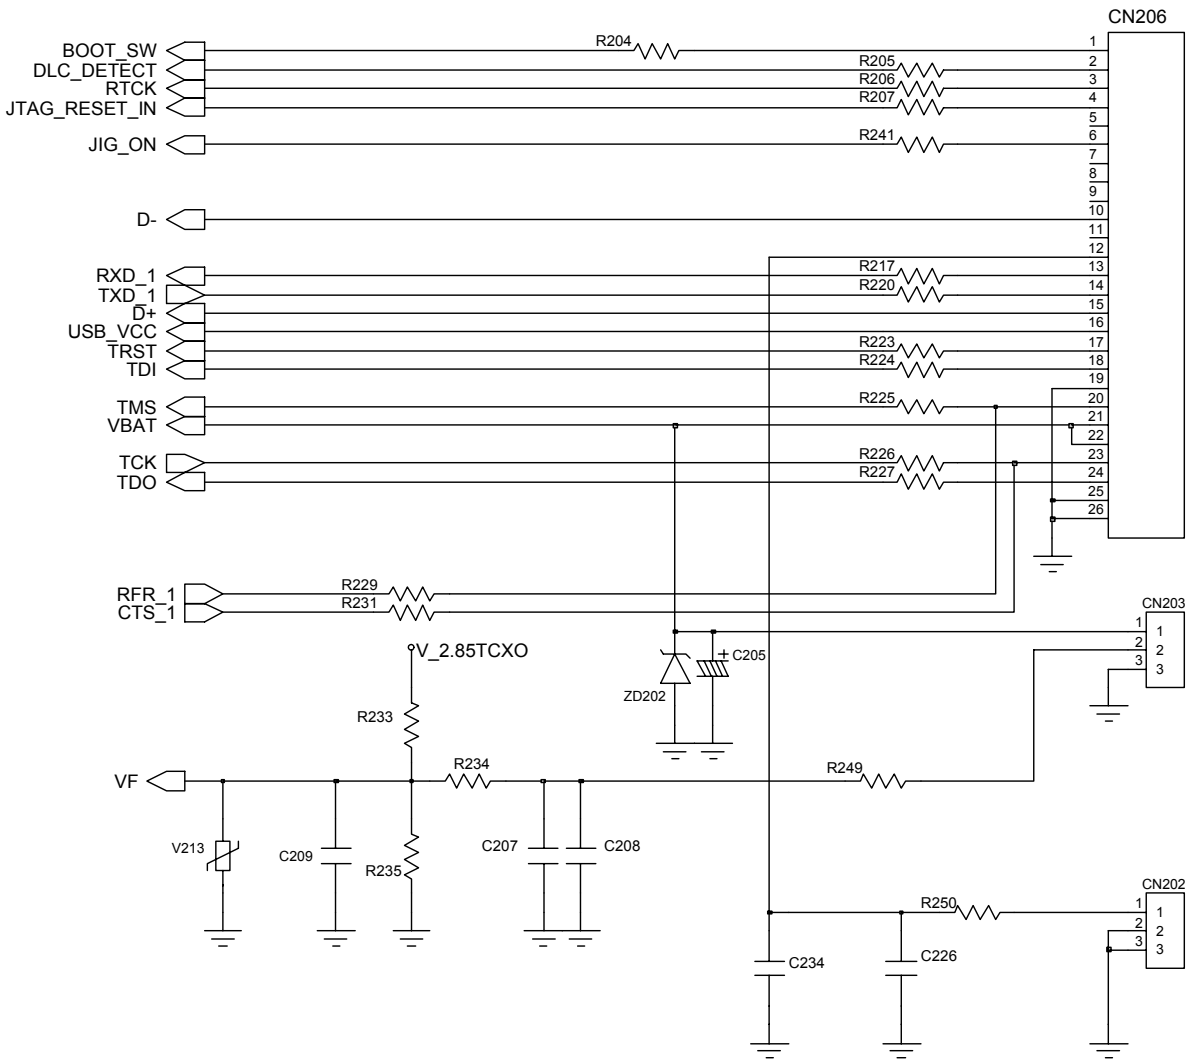 CN206
BOOT_SW R204 1
DLC_DETECT R205 2
RTCK R206 3
JTAG_RESET_IN R207 4
5
JIG_ON R241 6
7
8
9
D- 10
11
12
RXD_1 R217 13
TXD_1 R220 14
D+ 15
USB_VCC 16
TRST R223 17
TDI R224 18
19
TMS R225 20
VBAT 21
22
TCK R226 23
TDO R227 24
25
26
RFR_1 R229
CTS_1 R231
CN203
1 1
2 2
3 3
V_2.85TCXO
+ C205
ZD202
R233
VF R234 R249
V213 C209 R235 C207 C208
CN202
R250 1 1
2 2
3 3
C234 C226